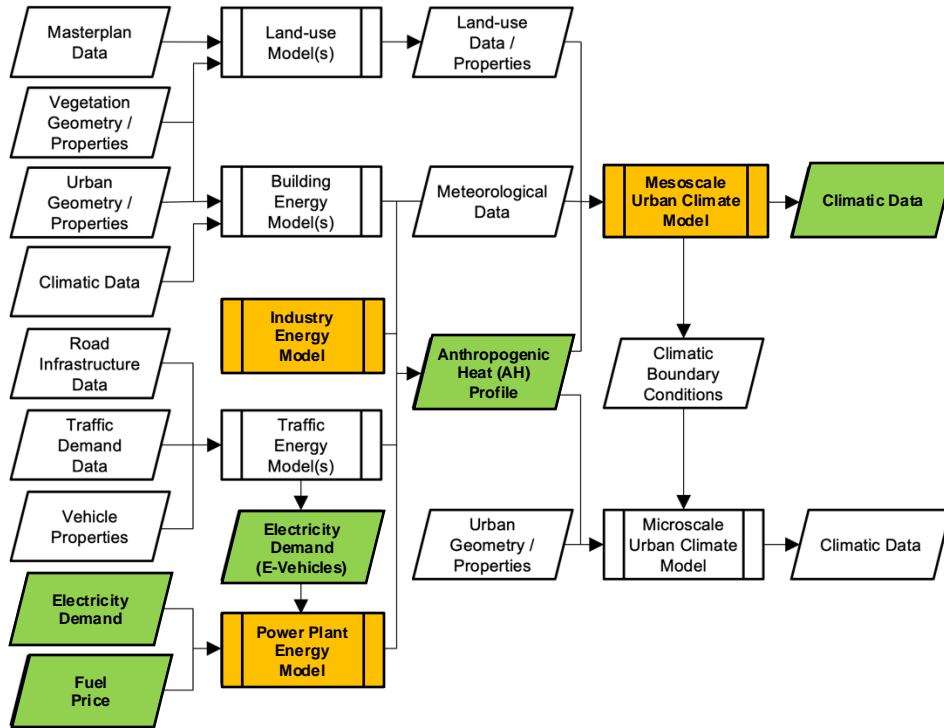 Masterplan
Data
Land-use
Model(s)
Land-use
Data /
Properties
Vegetation
Geometry /
Properties
Urban
Geometry /
Properties
Building
Energy
Model(s)
Meteorological
Data
Mesoscale
Urban Climate
Model
Climatic Data
Climatic Data
Industry
Energy
Model
Road
Infrastructure
Data
Anthropogenic
Heat (AH)
Profile
Climatic
Boundary
Conditions
Traffic
Demand
Data
Traffic
Energy
Model(s)
Vehicle
Properties
Electricity
Demand
(E-Vehicles)
Urban
Geometry /
Properties
Microscale
Urban Climate
Model
Climatic Data
Electricity
Demand
Power Plant
Energy
Model
Fuel
Price